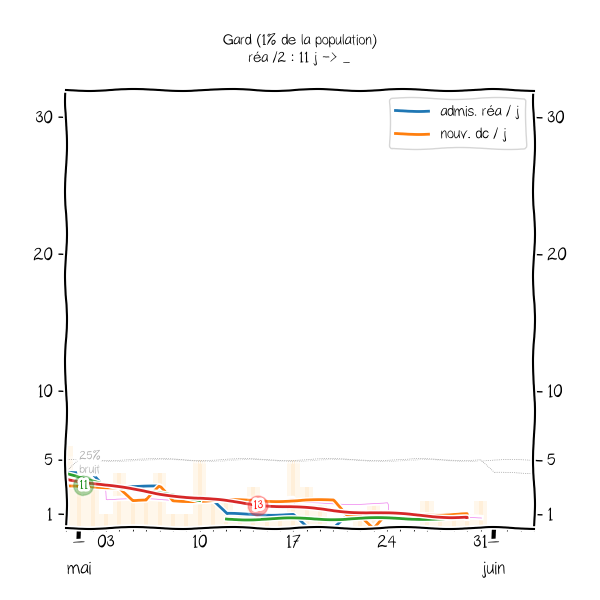 Gard (1% de la population)
réa /2 : 11 j -> _
admis. réa / j
nouv. dc / j
30 30
20 20
10 10
5 5
1 1
25%
bruit
11
13
03 10 17 24 31
mai juin